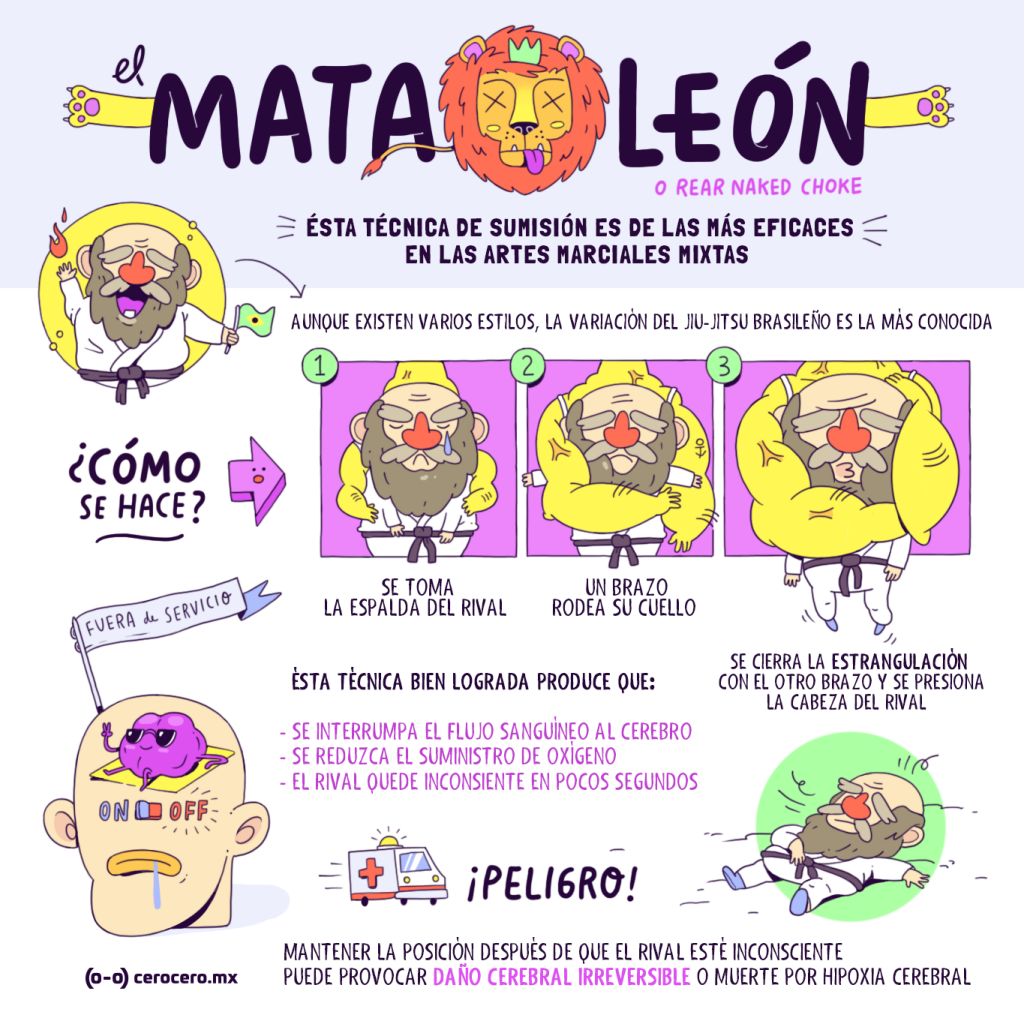 el
MATA LEÓN
O REAR NAKED CHOKE
ÉSTA TÉCNICA DE SUMISIÓN ES DE LAS MÁS EFICACES
EN LAS ARTES MARCIALES MIXTAS
AUNQUE EXISTEN VARIOS ESTILOS, LA VARIACIÓN DEL JIU-JITSU BRASILEÑO ES LA MÁS CONOCIDA
¿CÓMO
SE HACE?
1
2
3
SE TOMA
LA ESPALDA DEL RIVAL
UN BRAZO
RODEA SU CUELLO
SE CIERRA LA ESTRANGULACIÓN
CON EL OTRO BRAZO Y SE PRESIONA
LA CABEZA DEL RIVAL
FUERA de SERVICIO
ON OFF
ÉSTA TÉCNICA BIEN LOGRADA PRODUCE QUE:
- SE INTERRUMPA EL FLUJO SANGUÍNEO AL CEREBRO
- SE REDUZCA EL SUMINISTRO DE OXÍGENO
- EL RIVAL QUEDE INCONSIENTE EN POCOS SEGUNDOS
¡PELIGRO!
MANTENER LA POSICIÓN DESPUÉS DE QUE EL RIVAL ESTÉ INCONSCIENTE
PUEDE PROVOCAR DAÑO CEREBRAL IRREVERSIBLE O MUERTE POR HIPOXIA CEREBRAL
(o-o) cerocero.mx